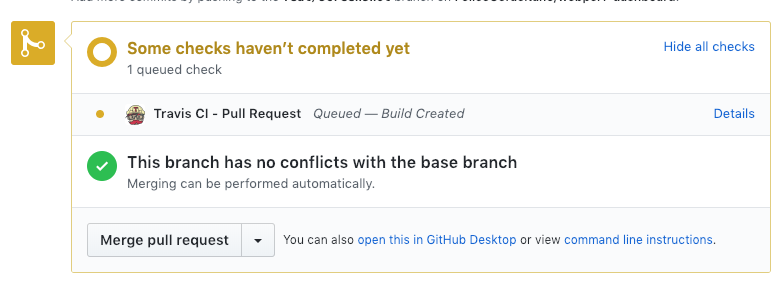 Some checks haven't completed yet
Hide all checks
1 queued check
Travis CI - Pull Request Queued — Build Created
Details
This branch has no conflicts with the base branch
Merging can be performed automatically.
Merge pull request
You can also open this in GitHub Desktop or view command line instructions.